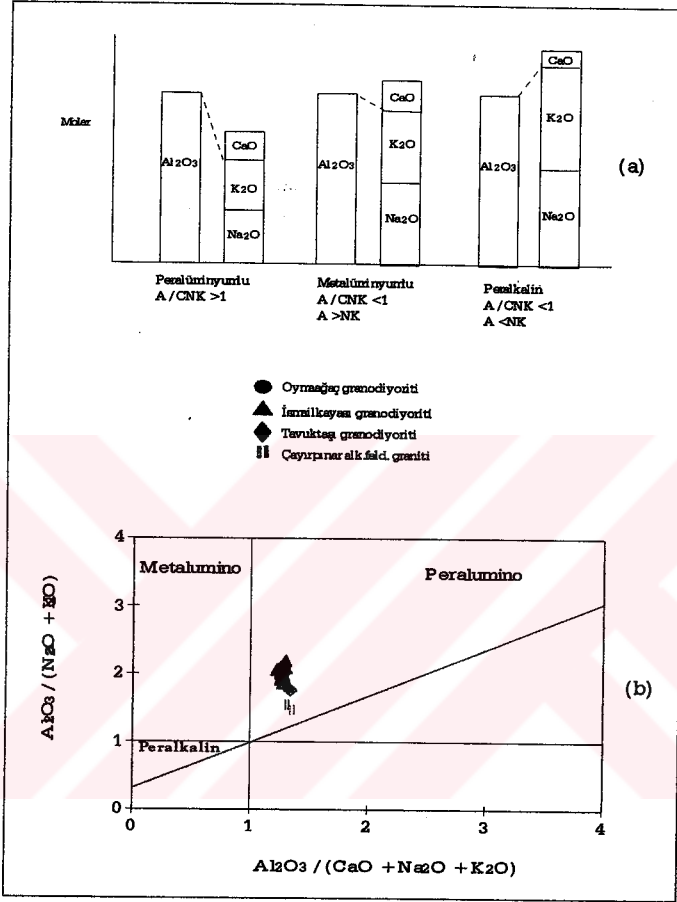 Molar
Al2O3
CaO
K2O
Na2O
Al2O3
CaO
K2O
Na2O
Al2O3
CaO
K2O
Na2O
(a)
Peralüminyumlu
A/CNK >1
Metalüminyumlu
A/CNK <1
A >NK
Peralkalin
A/CNK <1
A <NK
Oymaağaç granodiyoriti
İsmailkayası granodiyoriti
Tavuktaşı granodiyoriti
Çayırpınar alk.feld. graniti
Metalumino
Peralumino
Peralkalin
4
3
2
1
0
0
1
2
3
4
(b)
Al2O3/(CaO +Na2O +K2O)